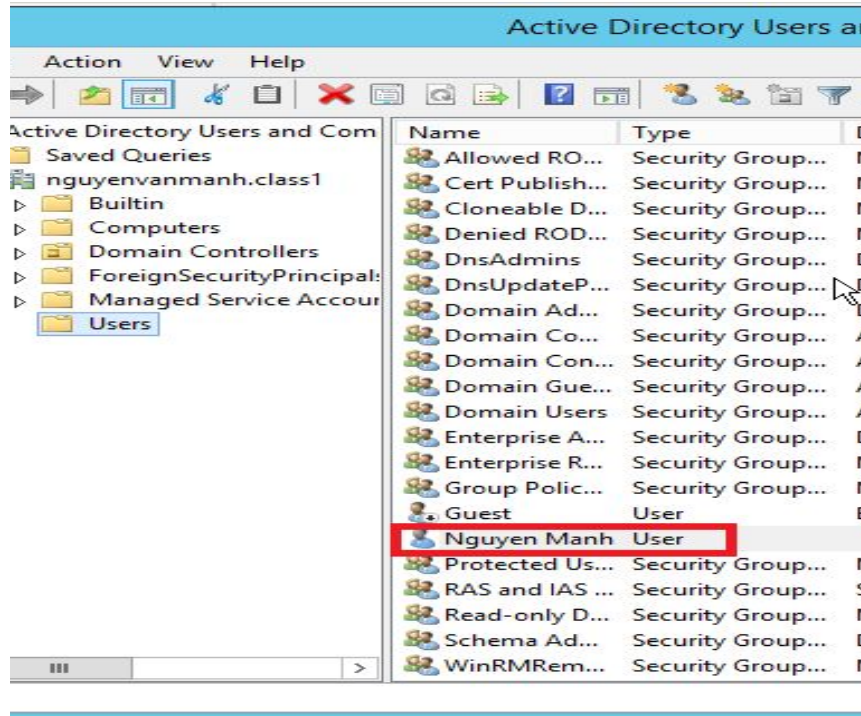 Active Directory Users a
Action View Help
Active Directory Users and Com
Saved Queries
nguyenvanmanh.class1
Builtin
Computers
Domain Controllers
ForeignSecurityPrincipal
Managed Service Accour
Users
Name Type
Allowed RO... Security Group...
Cert Publish... Security Group...
Cloneable D... Security Group...
Denied ROD... Security Group...
DnsAdmins Security Group...
DnsUpdateP... Security Group...
Domain Ad... Security Group...
Domain Co... Security Group...
Domain Con... Security Group...
Domain Gue... Security Group...
Domain Users Security Group...
Enterprise A... Security Group...
Enterprise R... Security Group...
Group Polic... Security Group...
Guest User
Nguyen Manh User
Protected Us... Security Group...
RAS and IAS ... Security Group...
Read-only D... Security Group...
Schema Ad... Security Group...
WinRMRem... Security Group...